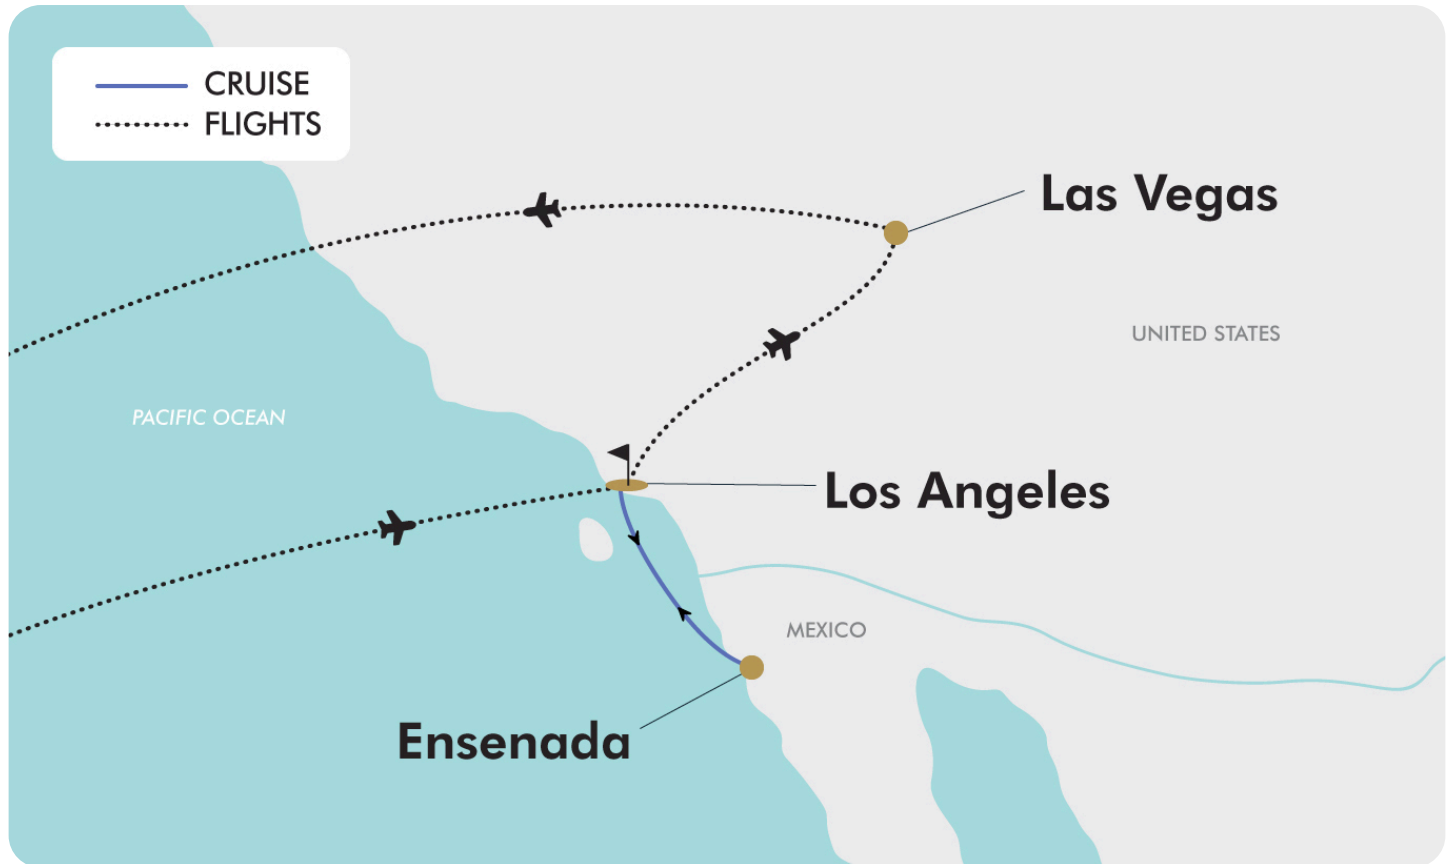 CRUISE
FLIGHTS
Las Vegas
UNITED STATES
PACIFIC OCEAN
Los Angeles
MEXICO
Ensenada